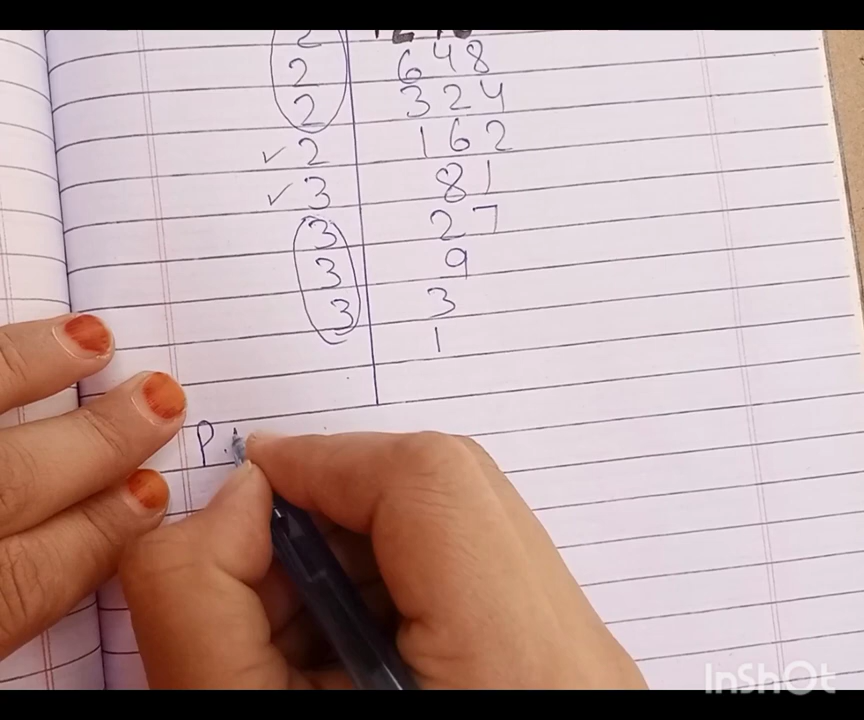 2 648
2 324
✓ 2 162
✓ 3 81
3 27
3 9
3 3
1
P.
InShOt